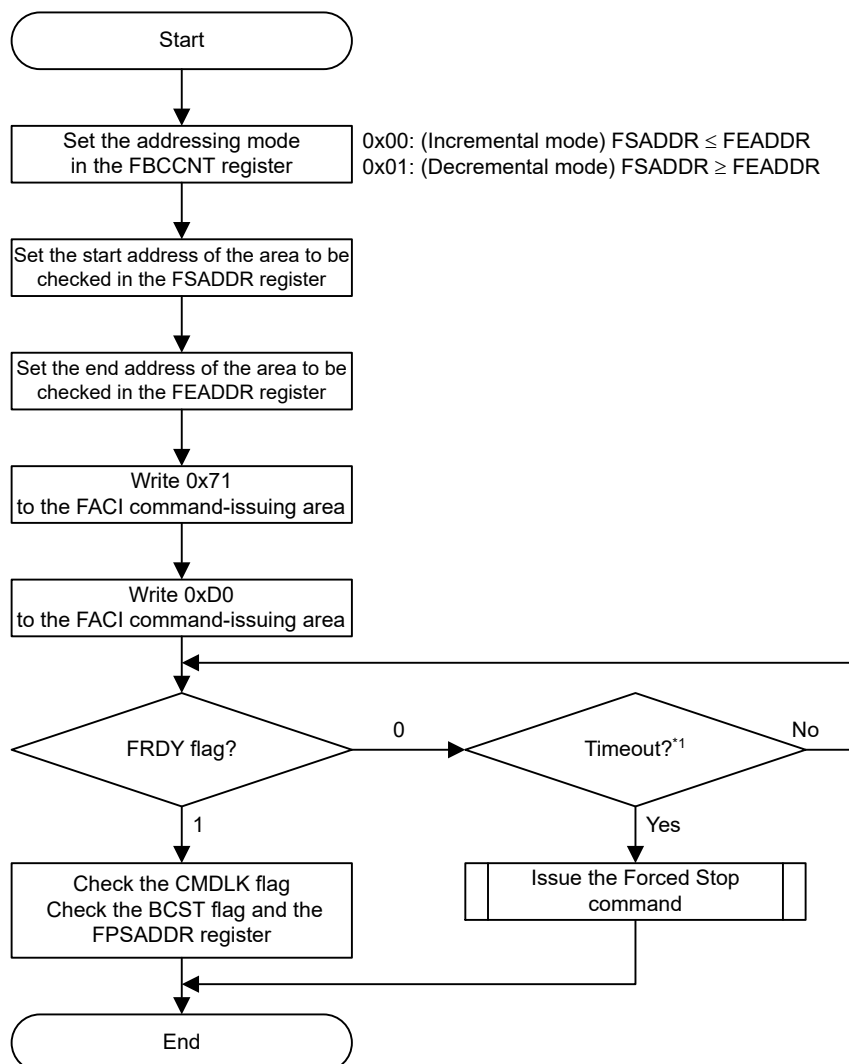 Start
Set the addressing mode
in the FBCCNT register
0x00: (Incremental mode) FSADDR ≤ FEADDR
0x01: (Decremental mode) FSADDR ≥ FEADDR
Set the start address of the area to be
checked in the FSADDR register
Set the end address of the area to be
checked in the FEADDR register
Write 0x71
to the FACI command-issuing area
Write 0xD0
to the FACI command-issuing area
FRDY flag?
0
Timeout?*1
No
1
Yes
Check the CMDLK flag
Check the BCST flag and the
FPSADDR register
Issue the Forced Stop
command
End